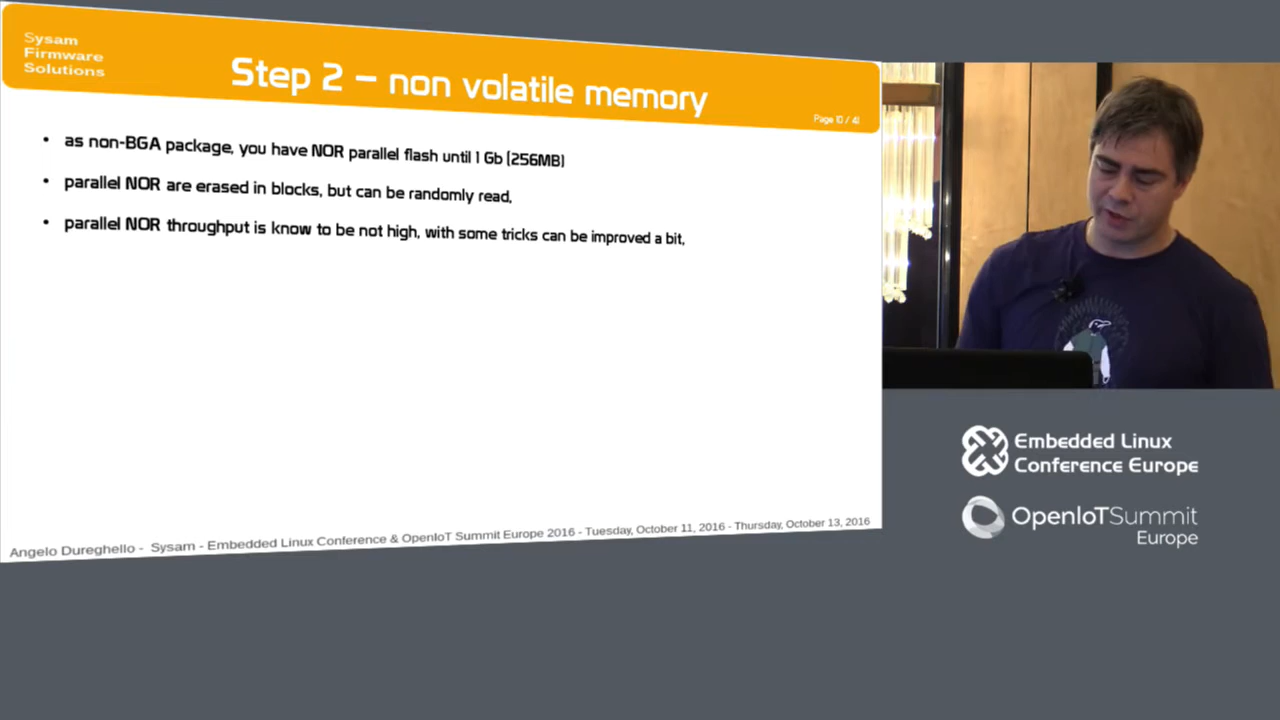 Sysam
Firmware
Solutions
Step 2 – non volatile memory
Page 10 / 41
• as non-BGA package, you have NOR parallel flash until 1 Gb (256MB)
• parallel NOR are erased in blocks, but can be randomly read,
• parallel NOR throughput is know to be not high, with some tricks can be improved a bit,
Angelo Dureghello - Sysam - Embedded Linux Conference & OpenIoT Summit Europe 2016 - Tuesday, October 11, 2016 - Thursday, October 13, 2016
Embedded Linux
Conference Europe
OpenIoTSummit
Europe